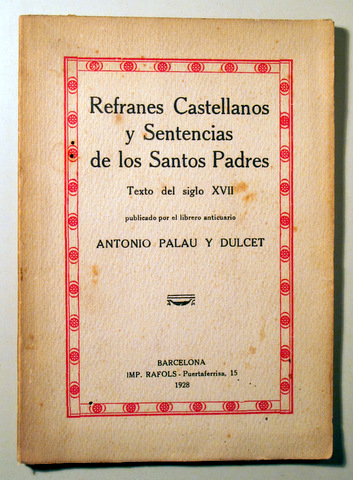 Refranes Castellanos
y Sentencias
de los Santos Padres
Texto del siglo XVII
publicado por el librero anticuario
ANTONIO PALAU Y DULCET
BARCELONA
IMP. RAFOLS - Puertaferrisa, 15
1928